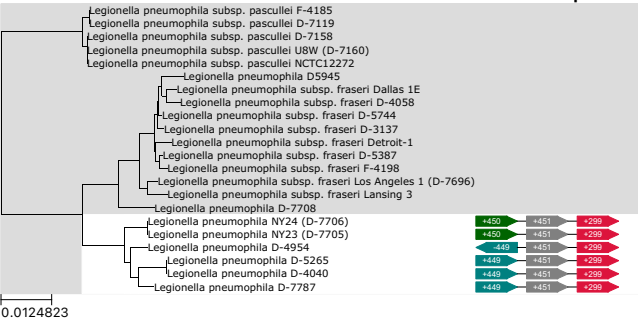 Legionella pneumophila subsp. pascullei F-4185
Legionella pneumophila subsp. pascullei D-7119
Legionella pneumophila subsp. pascullei D-7158
Legionella pneumophila subsp. pascullei U8W (D-7160)
Legionella pneumophila subsp. pascullei NCTC12272
Legionella pneumophila D5945
Legionella pneumophila subsp. fraseri Dallas 1E
Legionella pneumophila subsp. fraseri D-4058
Legionella pneumophila subsp. fraseri D-5744
Legionella pneumophila subsp. fraseri D-3137
Legionella pneumophila subsp. fraseri Detroit-1
Legionella pneumophila subsp. fraseri D-5387
Legionella pneumophila subsp. fraseri F-4198
Legionella pneumophila subsp. fraseri Los Angeles 1 (D-7696)
Legionella pneumophila subsp. fraseri Lansing 3
Legionella pneumophila D-7708
Legionella pneumophila NY24 (D-7706) +450 +451 +299
Legionella pneumophila NY23 (D-7705) +450 +451 +299
Legionella pneumophila D-4954 -449 +451 +299
Legionella pneumophila D-5265 +449 +451 +299
Legionella pneumophila D-4040 +449 +451 +299
Legionella pneumophila D-7787 +449 +451 +299
0.0124823